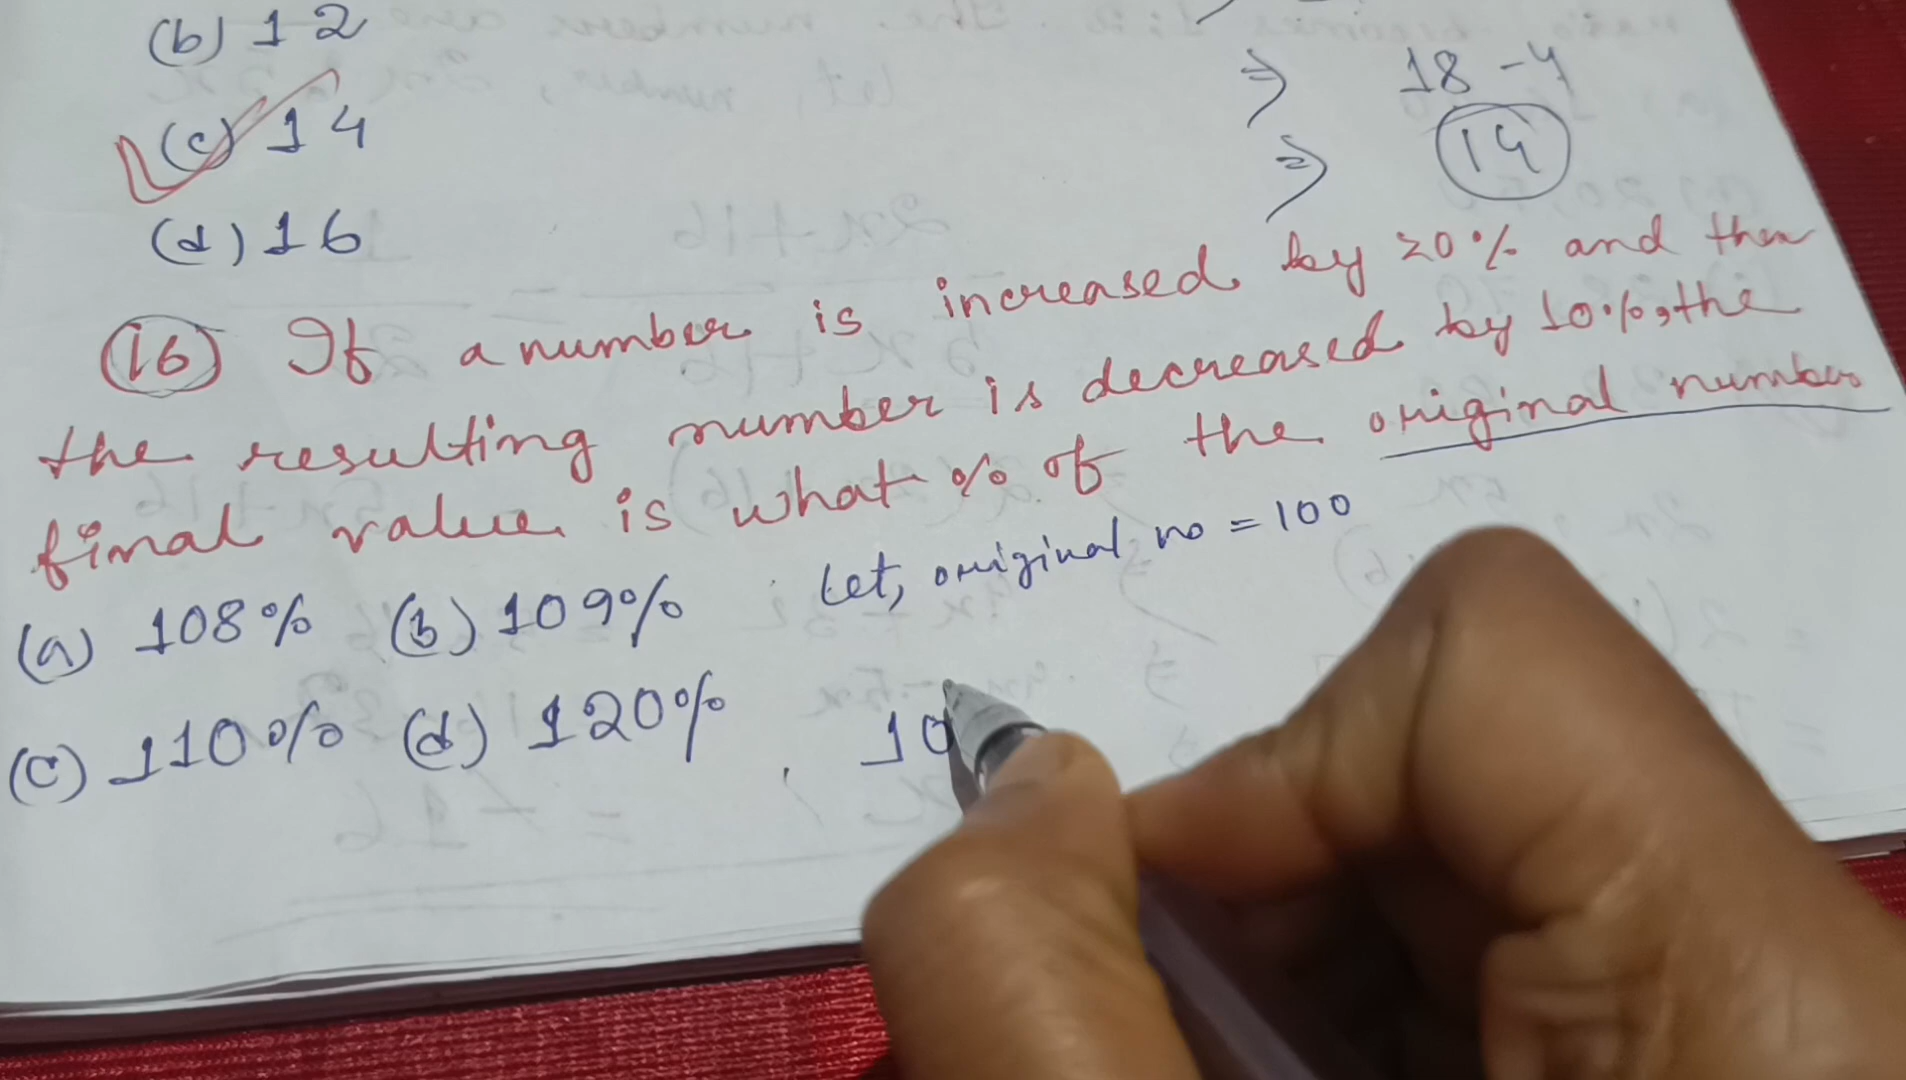 (b) 12
⇒ 18-4
(c) 14
⇒ 14
(d) 16
(16) If a number is increased by 20% and then
the resulting number is decreased by 10%, the
final value is what % of the original number
(a) 108% (b) 109%
Let, original no = 100
(c) 110% (d) 120%
10